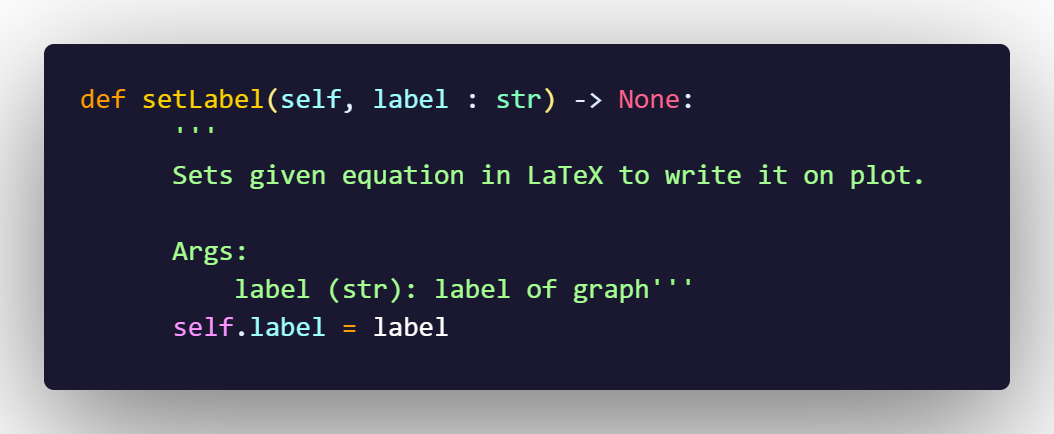 def setLabel(self, label : str) -> None:
'''
Sets given equation in LaTeX to write it on plot.
Args:
label (str): label of graph'''
self.label = label